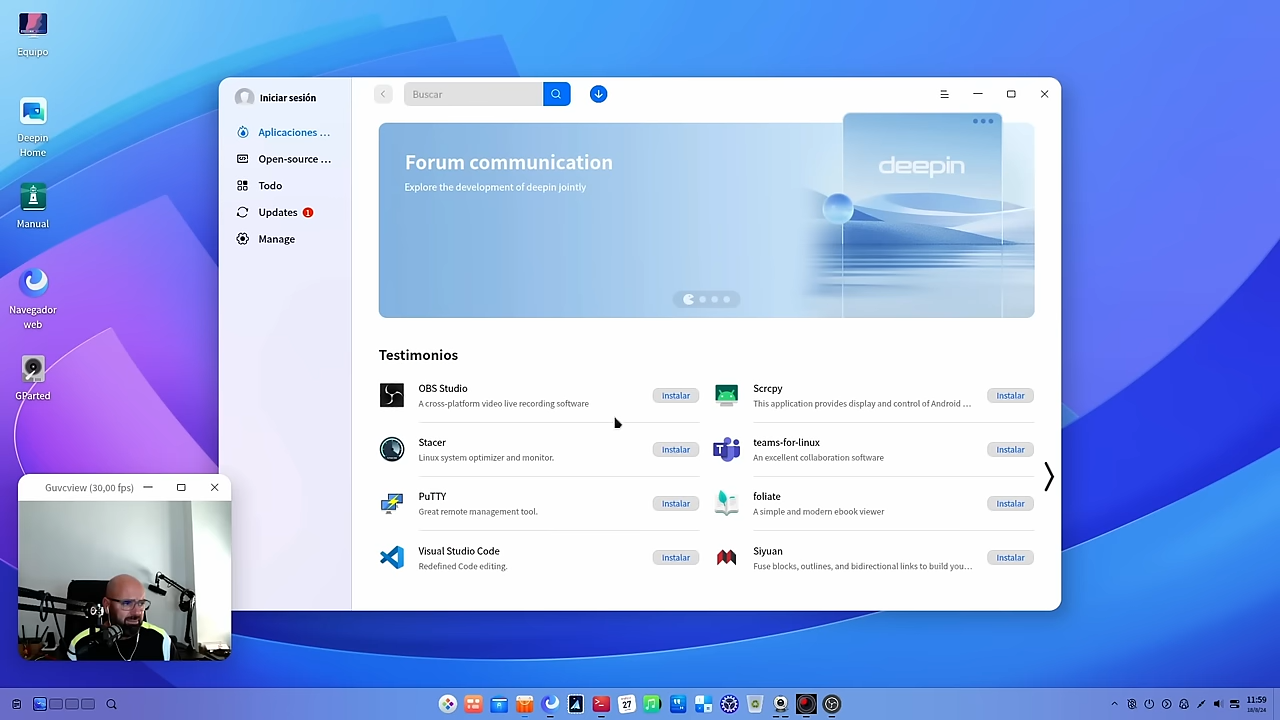 Equipo
Deepin
Home
Manual
Navegador
web
GParted
Iniciar sesión
Aplicaciones ...
Open-source ...
Todo
Updates 1
Manage
Buscar
Forum communication
Explore the development of deepin jointly
deepin
Testimonios
OBS Studio
A cross-platform video live recording software
Instalar
Scrcpy
This application provides display and control of Android ...
Instalar
Stacer
Linux system optimizer and monitor.
Instalar
teams-for-linux
An excellent collaboration software
Instalar
PuTTY
Great remote management tool.
Instalar
foliate
A simple and modern ebook viewer
Instalar
Visual Studio Code
Redefined Code editing.
Instalar
Siyuan
Fuse blocks, outlines, and bidirectional links to build you...
Instalar
Guvcview (30,00 fps)
27
11:59
18/8/24